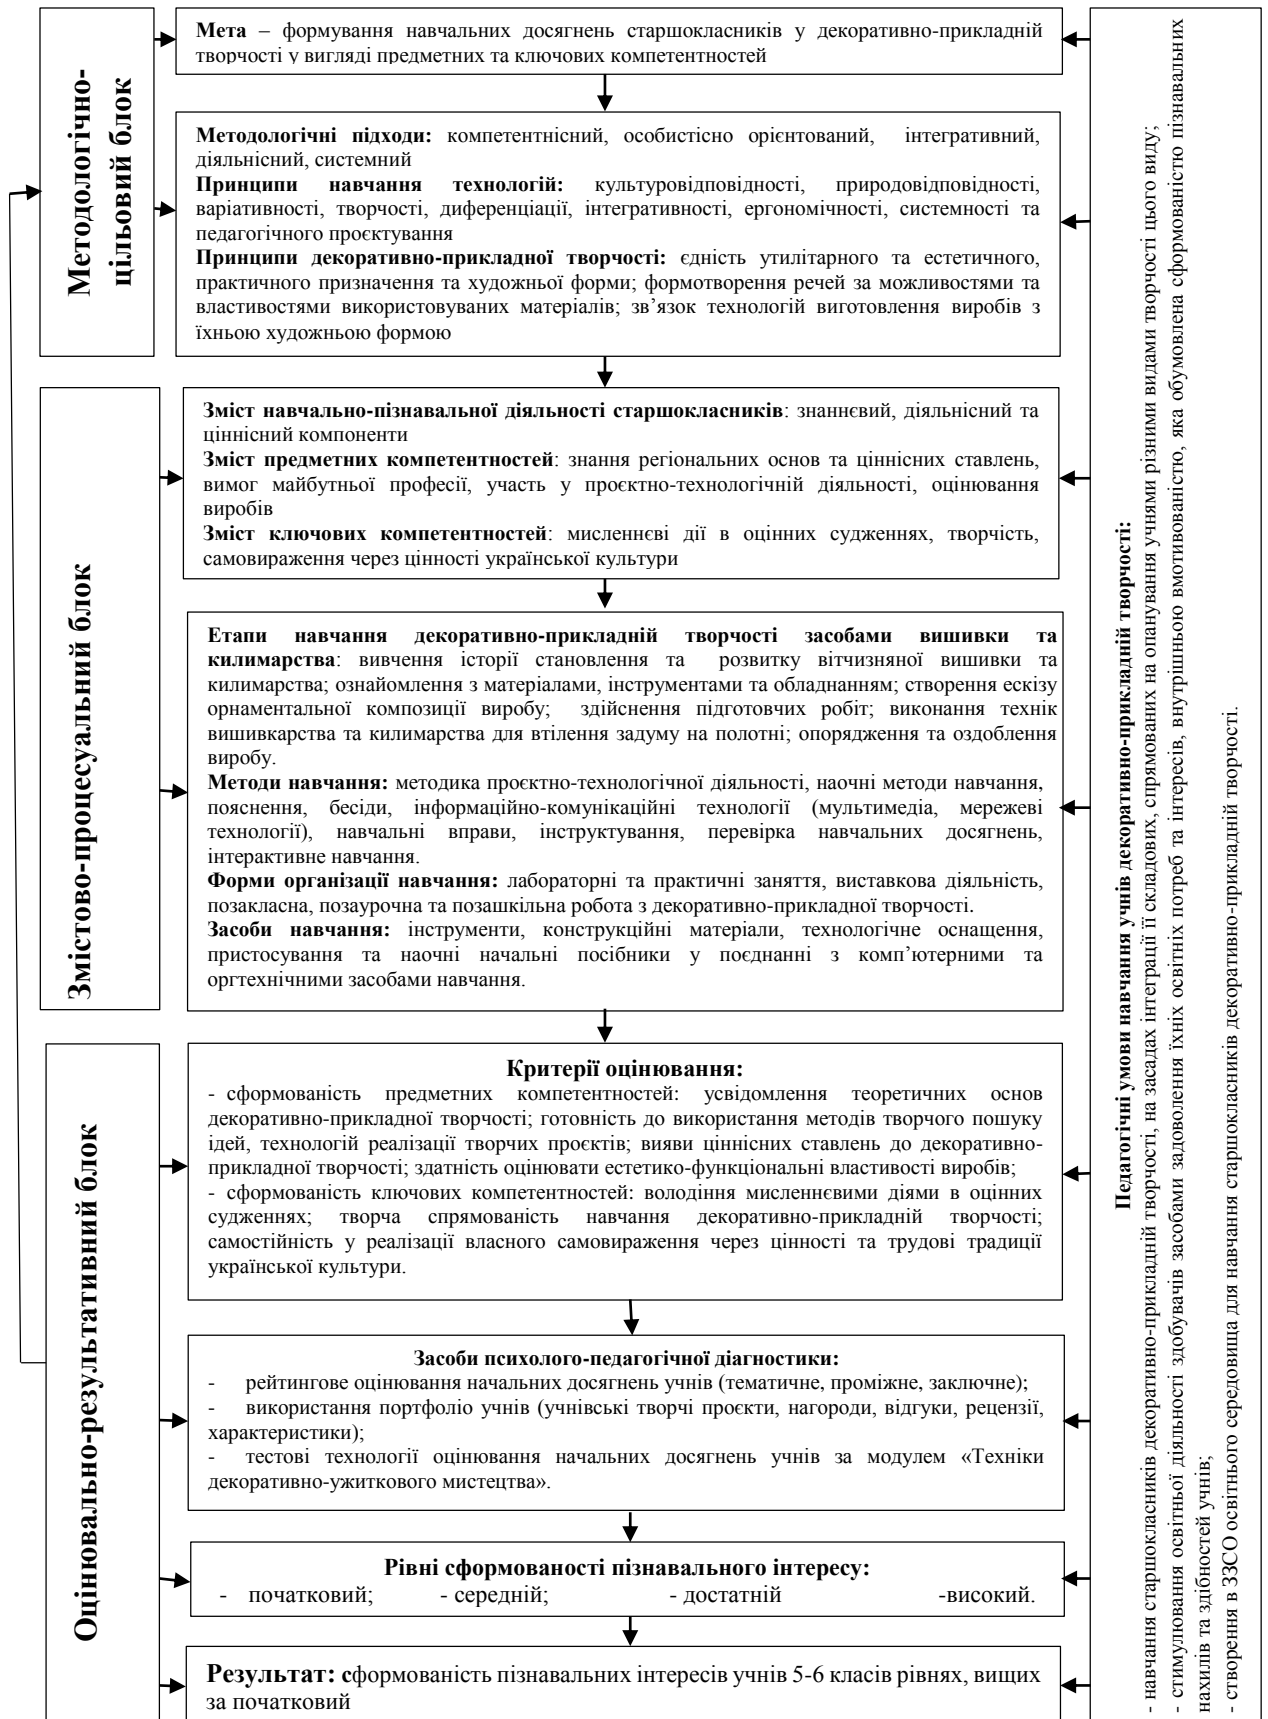 Методологічно-
цільовий блок
Мета – формування навчальних досягнень старшокласників у декоративно-прикладній
творчості у вигляді предметних та ключових компетентностей
Методологічні підходи: компетентнісний, особистісно орієнтований, інтегративний,
діяльнісний, системний
Принципи навчання технологій: культуровідповідності, природовідповідності,
варіативності, творчості, диференціації, інтегративності, ергономічності, системності та
педагогічного проєктування
Принципи декоративно-прикладної творчості: єдність утилітарного та естетичного,
практичного призначення та художньої форми; формотворення речей за можливостями та
властивостями використовуваних матеріалів; зв’язок технологій виготовлення виробів з
їхньою художньою формою
Змістово-процесуальний блок
Зміст навчально-пізнавальної діяльності старшокласників: знаннєвий, діяльнісний та
ціннісний компоненти
Зміст предметних компетентностей: знання регіональних основ та ціннісних ставлень,
вимог майбутньої професії, участь у проєктно-технологічній діяльності, оцінювання
виробів
Зміст ключових компетентностей: мисленнєві дії в оцінних судженнях, творчість,
самовираження через цінності української культури
Етапи навчання декоративно-прикладній творчості засобами вишивки та
килимарства: вивчення історії становлення та розвитку вітчизняної вишивки та
килимарства; ознайомлення з матеріалами, інструментами та обладнанням; створення ескізу
орнаментальної композиції виробу; здійснення підготовчих робіт; виконання технік
вишивкарства та килимарства для втілення задуму на полотні; опорядження та оздоблення
виробу.
Методи навчання: методика проєктно-технологічної діяльності, наочні методи навчання,
пояснення, бесіди, інформаційно-комунікаційні технології (мультимедіа, мережеві
технології), навчальні вправи, інструктування, перевірка навчальних досягнень,
інтерактивне навчання.
Форми організації навчання: лабораторні та практичні заняття, виставкова діяльність,
позакласна, позаурочна та позашкільна робота з декоративно-прикладної творчості.
Засоби навчання: інструменти, конструкційні матеріали, технологічне оснащення,
пристосування та наочні начальні посібники у поєднанні з комп’ютерними та
оргтехнічними засобами навчання.
Оцінювально-результативний блок
Критерії оцінювання:
- сформованість предметних компетентностей: усвідомлення теоретичних основ
декоративно-прикладної творчості; готовність до використання методів творчого пошуку
ідей, технологій реалізації творчих проєктів; вияви ціннісних ставлень до декоративно-
прикладної творчості; здатність оцінювати естетико-функціональні властивості виробів;
- сформованість ключових компетентностей: володіння мисленнєвими діями в оцінних
судженнях; творча спрямованість навчання декоративно-прикладній творчості;
самостійність у реалізації власного самовираження через цінності та трудові традиції
української культури.
Засоби психолого-педагогічної діагностики:
- рейтингове оцінювання начальних досягнень учнів (тематичне, проміжне, заключне);
- використання портфоліо учнів (учнівські творчі проєкти, нагороди, відгуки, рецензії,
характеристики);
- тестові технології оцінювання начальних досягнень учнів за модулем «Техніки
декоративно-ужиткового мистецтва».
Рівні сформованості пізнавального інтересу:
- початковий; - середній; - достатній -високий.
Результат: сформованість пізнавальних інтересів учнів 5-6 класів рівнях, вищих
за початковий
Педагогічні умови навчання учнів декоративно-прикладній творчості:
- навчання старшокласників декоративно-прикладній творчості, на засадах інтеграції її складових, спрямованих на опанування учнями різними видами творчості цього виду;
- стимулювання освітньої діяльності здобувачів засобами задоволення їхніх освітніх потреб та інтересів, внутрішньою вмотивованістю, яка обумовлена сформованістю пізнавальних
нахилів та здібностей учнів;
- створення в ЗЗСО освітнього середовища для навчання старшокласників декоративно-прикладній творчості.